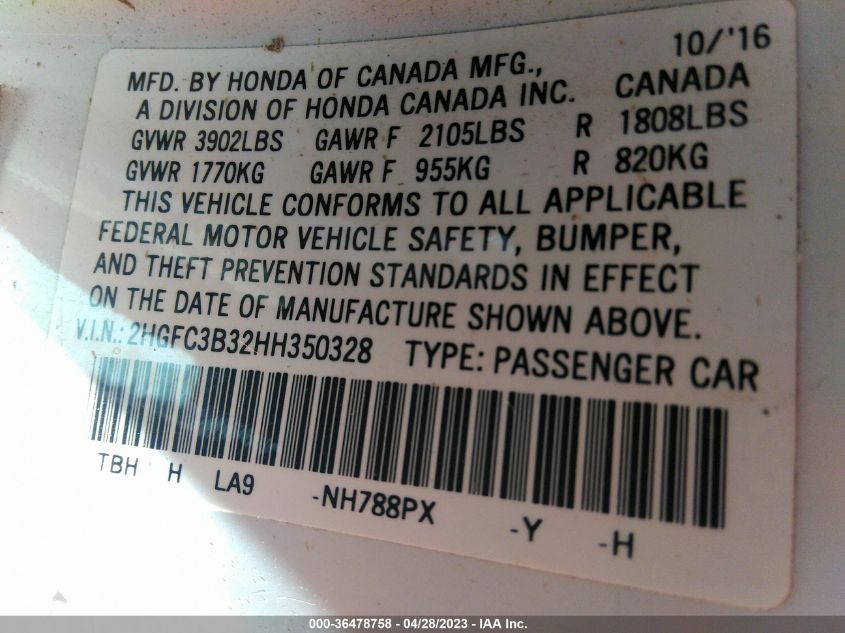 10/'16
MFD. BY HONDA OF CANADA MFG.,
A DIVISION OF HONDA CANADA INC. CANADA
GVWR 3902LBS GAWR F 2105LBS R 1808LBS
GVWR 1770KG GAWR F 955KG R 820KG
THIS VEHICLE CONFORMS TO ALL APPLICABLE
FEDERAL MOTOR VEHICLE SAFETY, BUMPER,
AND THEFT PREVENTION STANDARDS IN EFFECT
ON THE DATE OF MANUFACTURE SHOWN ABOVE.
V.I.N.: 2HGFC3B32HH350328 TYPE: PASSENGER CAR
TBH H LA9 -NH788PX -Y -H
000-36478758 - 04/28/2023 - IAA Inc.